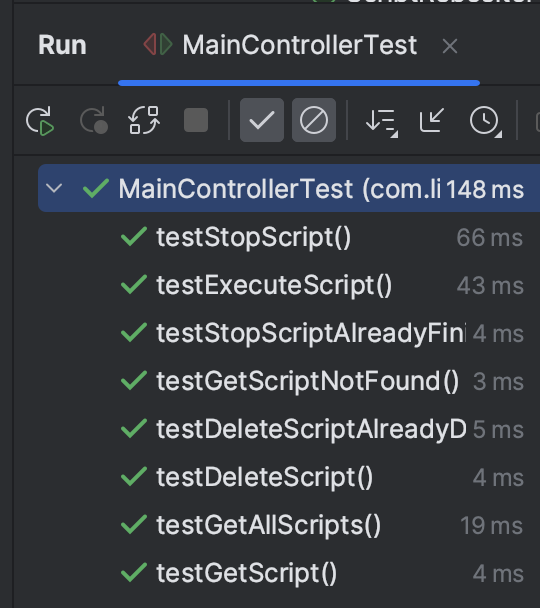 Run MainControllerTest
MainControllerTest (com.li 148 ms
testStopScript() 66 ms
testExecuteScript() 43 ms
testStopScriptAlreadyFini 4 ms
testGetScriptNotFound() 3 ms
testDeleteScriptAlreadyD 5 ms
testDeleteScript() 4 ms
testGetAllScripts() 19 ms
testGetScript() 4 ms